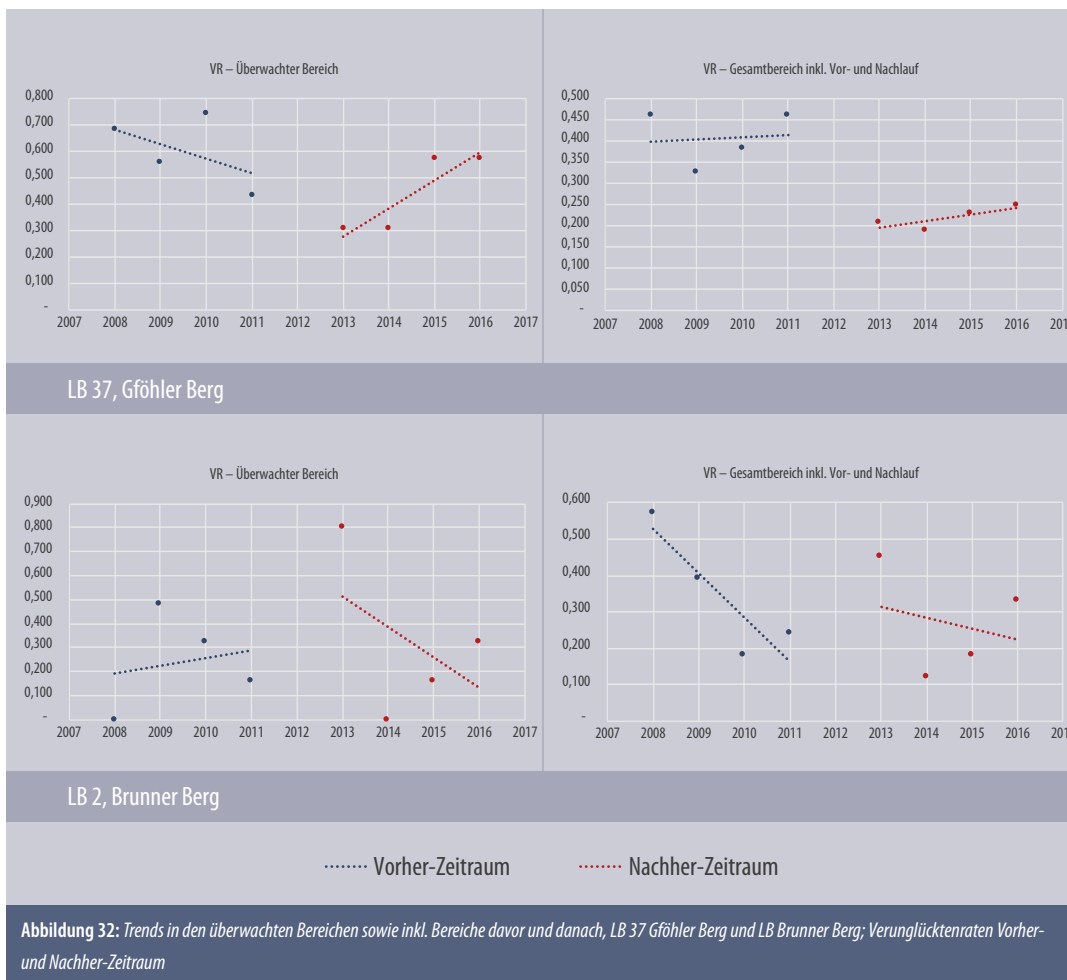 VR – Überwachter Bereich
0,800
0,700
0,600
0,500
0,400
0,300
0,200
0,100
-
2007 2008 2009 2010 2011 2012 2013 2014 2015 2016 2017
VR – Gesamtbereich inkl. Vor- und Nachlauf
0,500
0,450
0,400
0,350
0,300
0,250
0,200
0,150
0,100
0,050
-
2007 2008 2009 2010 2011 2012 2013 2014 2015 2016 201
LB 37, Gföhler Berg
VR – Überwachter Bereich
0,900
0,800
0,700
0,600
0,500
0,400
0,300
0,200
0,100
-
2007 2008 2009 2010 2011 2012 2013 2014 2015 2016 2017
VR – Gesamtbereich inkl. Vor- und Nachlauf
0,600
0,500
0,400
0,300
0,200
0,100
-
2007 2008 2009 2010 2011 2012 2013 2014 2015 2016 201
LB 2, Brunner Berg
Vorher-Zeitraum Nachher-Zeitraum
Abbildung 32: Trends in den überwachten Bereichen sowie inkl. Bereiche davor und danach, LB 37 Gföhler Berg und LB Brunner Berg; Verunglücktenraten Vorher-
und Nachher-Zeitraum